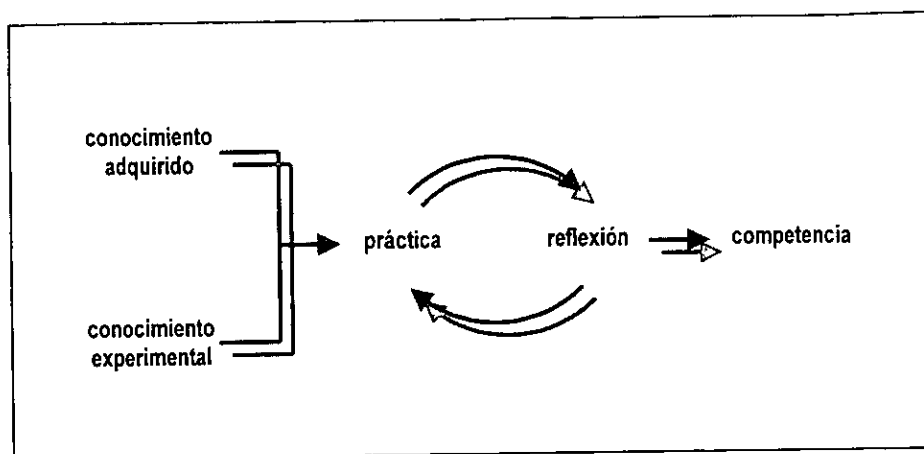 conocimiento
adquirido
práctica
reflexión
competencia
conocimiento
experimental